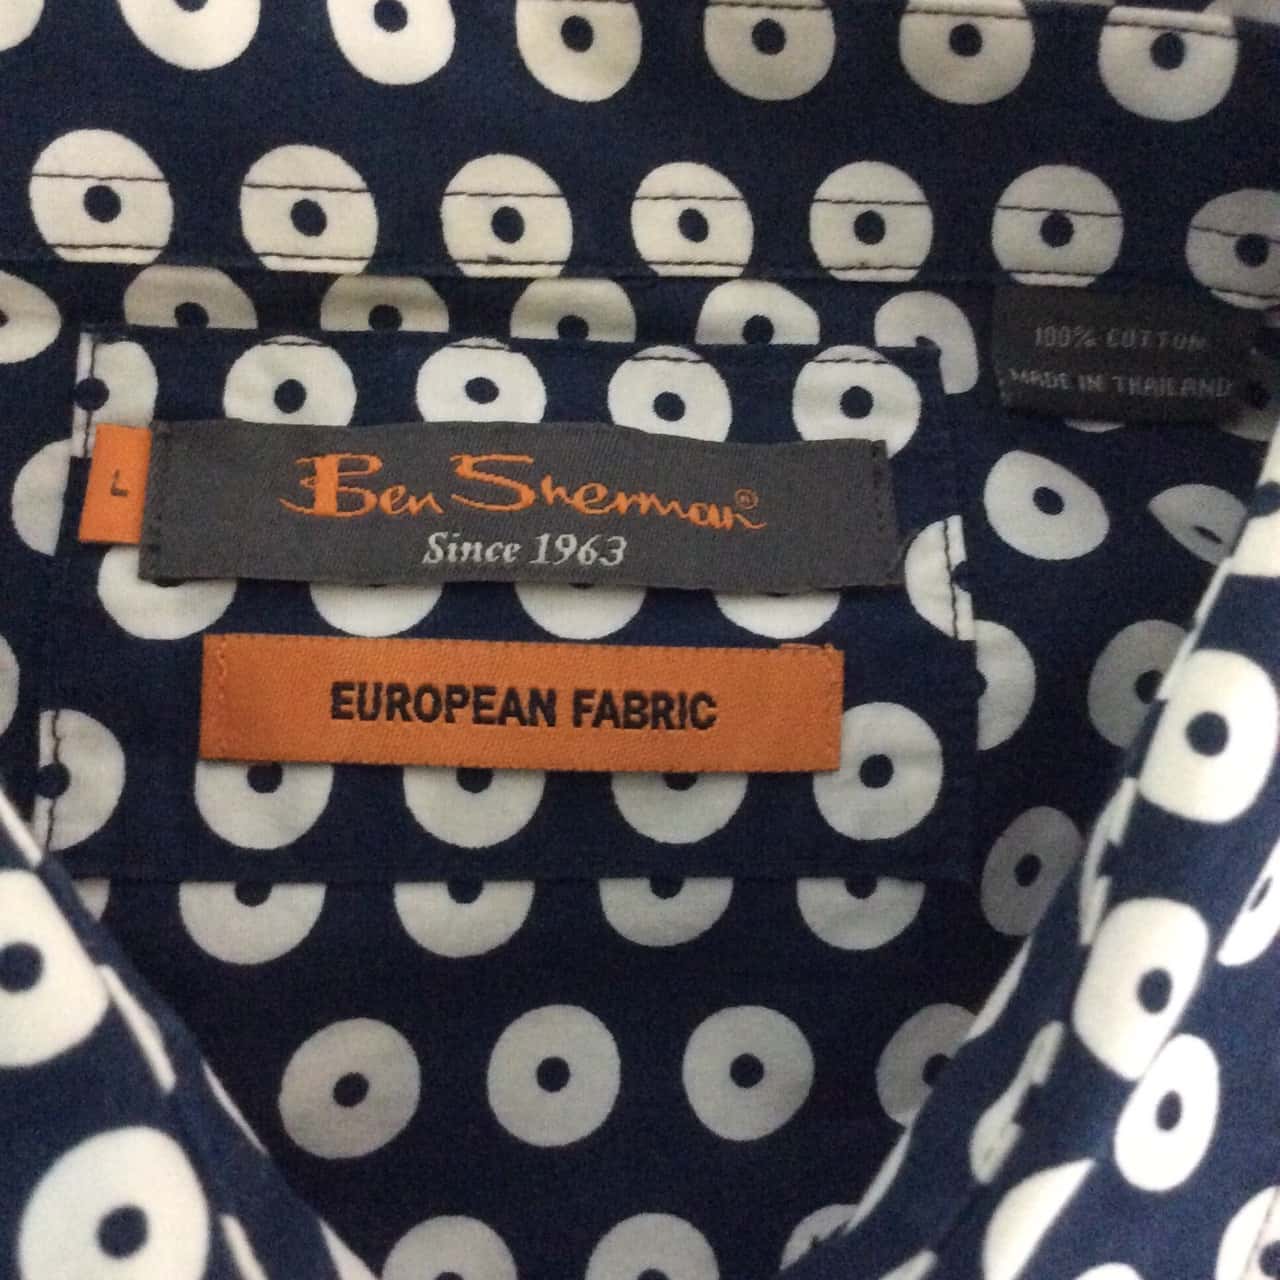 100% COTTON
MADE IN THAILAND
L
Ben Sherman®
Since 1963
EUROPEAN FABRIC